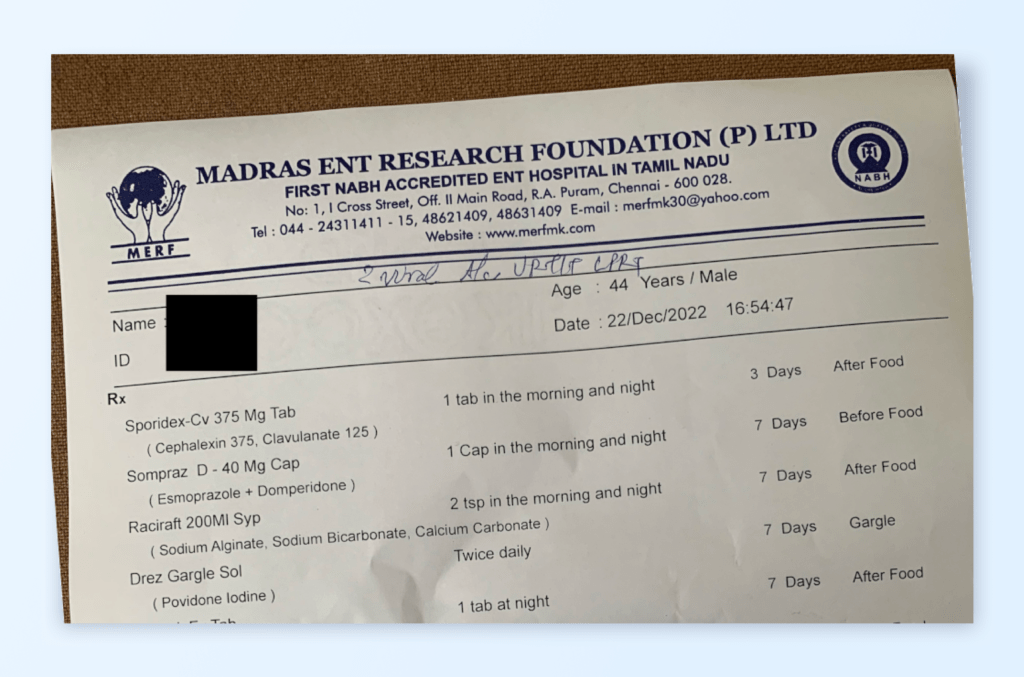 MADRAS ENT RESEARCH FOUNDATION (P) LTD
FIRST NABH ACCREDITED ENT HOSPITAL IN TAMIL NADU
No: 1, I Cross Street, Off. II Main Road, R.A. Puram, Chennai - 600 028.
Tel : 044 - 24311411 - 15, 48621409, 48631409 E-mail : merfmk30@yahoo.com
Website : www.merfmk.com
MERF
NABH
Name :
Age : 44 Years / Male
ID
Date : 22/Dec/2022 16:54:47
Rx
Sporidex-Cv 375 Mg Tab 1 tab in the morning and night 3 Days After Food
( Cephalexin 375, Clavulanate 125 )
Sompraz D - 40 Mg Cap 1 Cap in the morning and night 7 Days Before Food
( Esmoprazole + Domperidone )
Raciraft 200Ml Syp 2 tsp in the morning and night 7 Days After Food
( Sodium Alginate, Sodium Bicarbonate, Calcium Carbonate )
Drez Gargle Sol Twice daily 7 Days Gargle
( Povidone Iodine )
1 tab at night 7 Days After Food